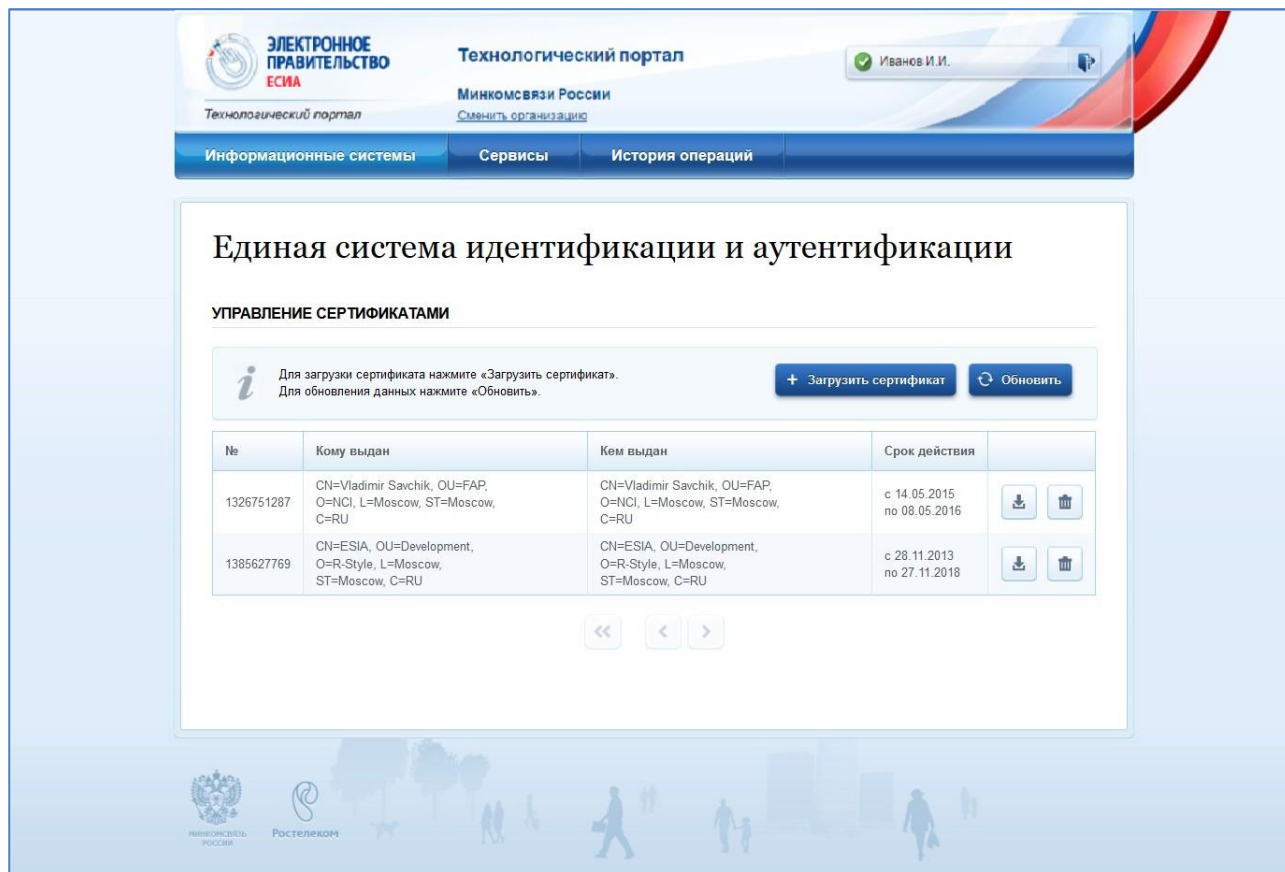 ЭЛЕКТРОННОЕ
ПРАВИТЕЛЬСТВО
ЕСИА
Технологический портал
Технологический портал
Минкомсвязи России
Сменить организацию
Иванов И.И.
Информационные системы
Сервисы
История операций
Единая система идентификации и аутентификации
УПРАВЛЕНИЕ СЕРТИФИКАТАМИ
Для загрузки сертификата нажмите «Загрузить сертификат».
Для обновления данных нажмите «Обновить».
Загрузить сертификат
Обновить
№
Кому выдан
Кем выдан
Срок действия
1326751287
CN=Vladimir Savchik, OU=FAP,
O=NCI, L=Moscow, ST=Moscow,
C=RU
CN=Vladimir Savchik, OU=FAP,
O=NCI, L=Moscow, ST=Moscow,
C=RU
с 14.05.2015
по 08.05.2016
1385627769
CN=ESIA, OU=Development,
O=R-Style, L=Moscow,
ST=Moscow, C=RU
CN=ESIA, OU=Development,
O=R-Style, L=Moscow,
ST=Moscow, C=RU
с 28.11.2013
по 27.11.2018
МИНКОМСВЯЗЬ
РОССИИ
Ростелеком